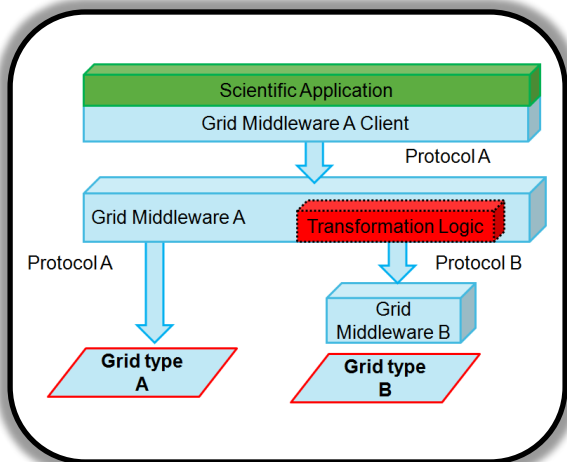 Scientific Application
Grid Middleware A Client
Protocol A
Grid Middleware A
Transformation Logic
Protocol A
Protocol B
Grid
Middleware B
Grid type
A
Grid type
B